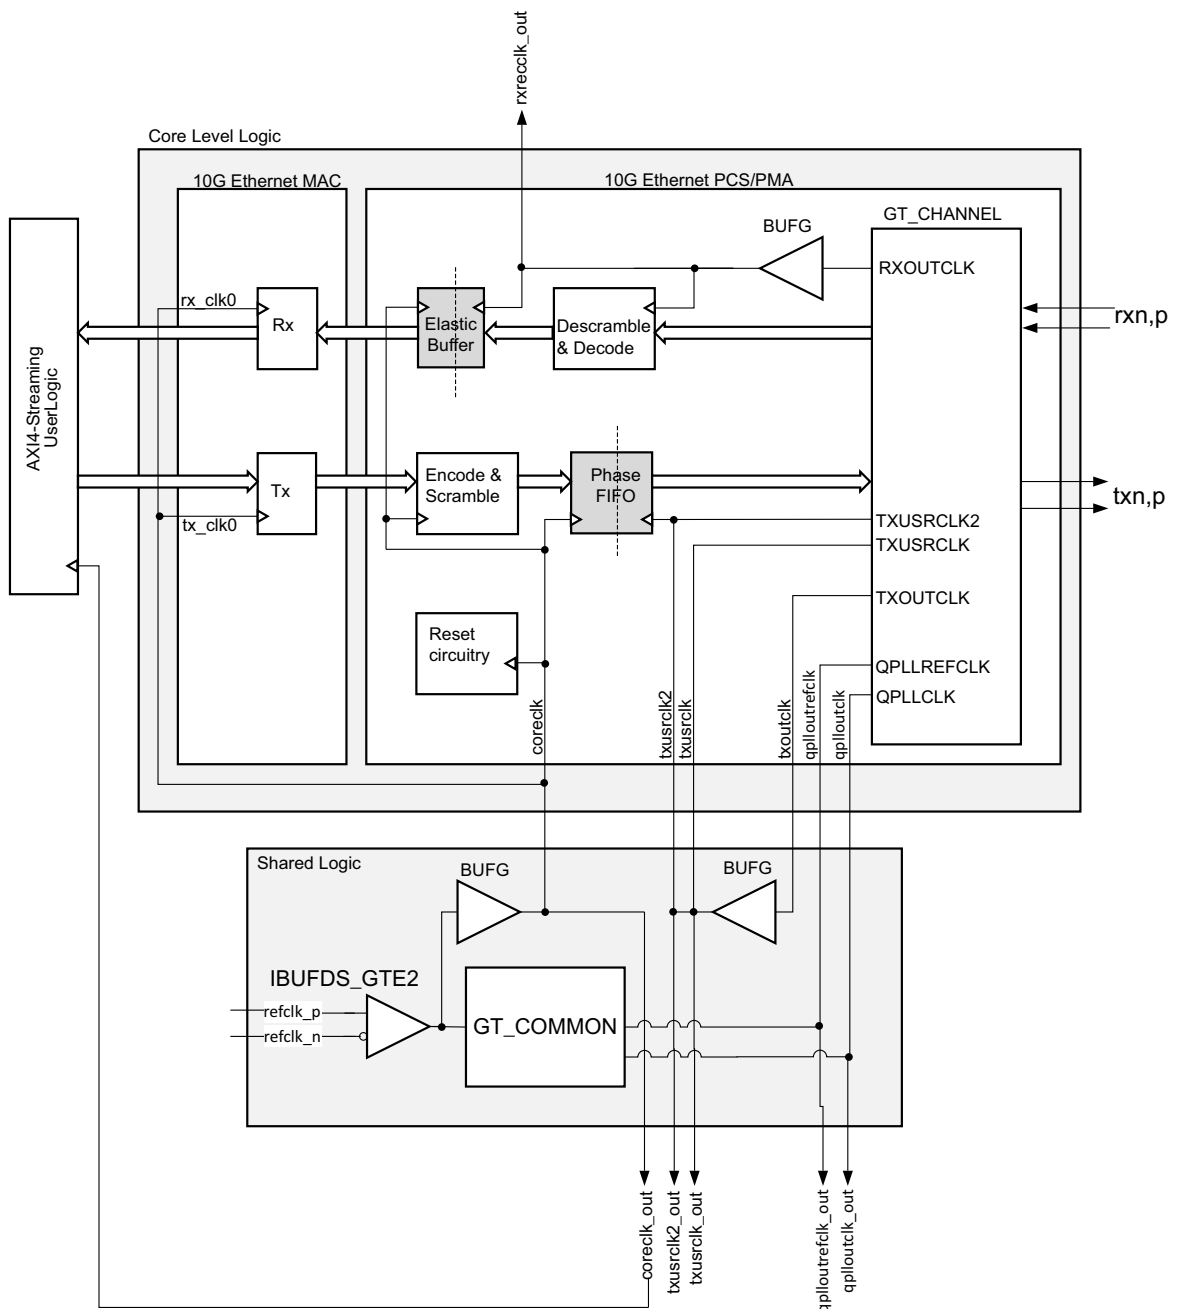 rxrecclk_out
Core Level Logic
10G Ethernet MAC
10G Ethernet PCS/PMA
GT_CHANNEL
BUFG
RXOUTCLK
rx_clk0
Rx
Elastic
Buffer
Descramble
& Decode
rxn,p
AXI4-Streaming
UserLogic
Tx
tx_clk0
Encode &
Scramble
Phase
FIFO
txn,p
TXUSRCLK2
TXUSRCLK
TXOUTCLK
Reset
circuitry
QPLLREFCLK
QPLLCLK
coreclk
txusrclk2
txusrclk
txoutclk
qplloutrefclk
qplloutclk
Shared Logic
BUFG
BUFG
IBUFDS_GTE2
refclk_p
refclk_n
GT_COMMON
coreclk_out
txusrclk2_out
txusrclk_out
qplloutrefclk_out
qplloutclk_out